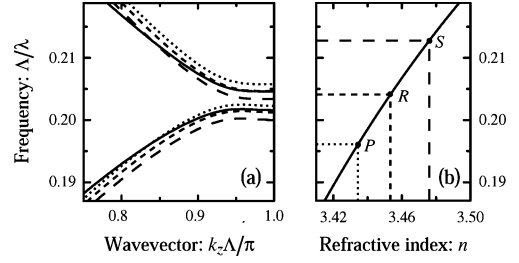 0.21
0.20
0.19
Frequency: Λ/λ
0.8
0.9
1.0
(a)
Wavevector: k_zΛ/π
S
R
P
(b)
0.21
0.20
0.19
3.42
3.46
3.50
Refractive index: n